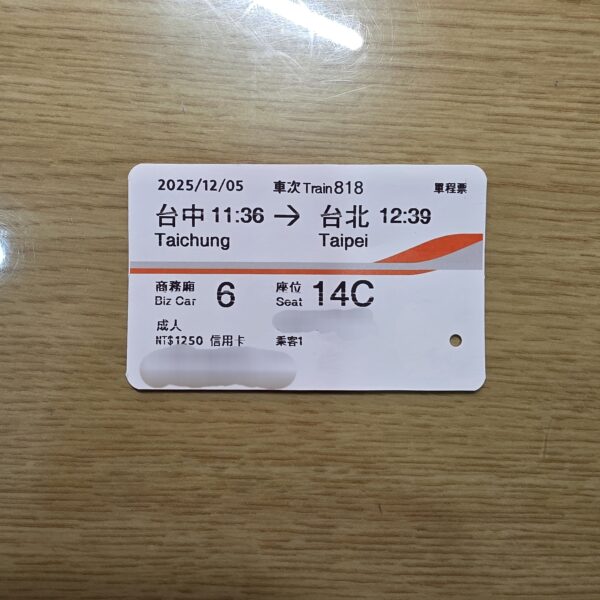 2025/12/05 車次 Train 818 單程票
台中 11:36 → 台北 12:39
Taichung Taipei
商務廂 6 座位 14C
Biz Car Seat
成人
NT$1250 信用卡 乘客1